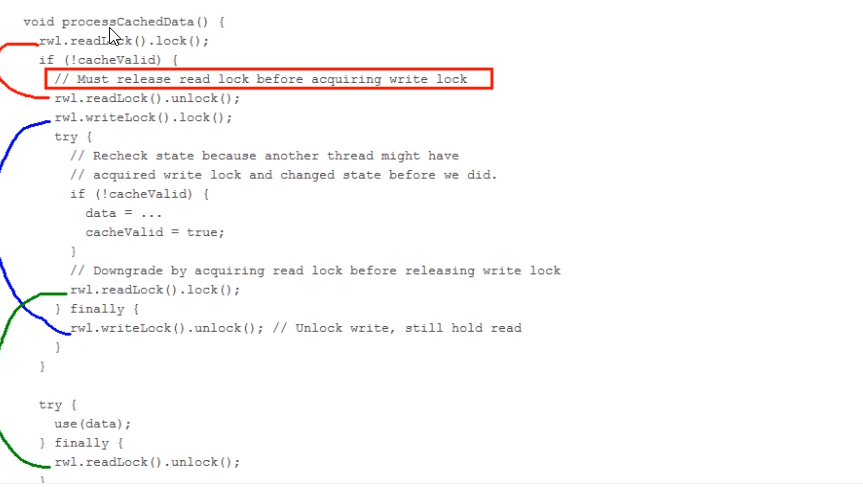 void processCachedData() {
rwl.readLock().lock();
if (!cacheValid) {
// Must release read lock before acquiring write lock
rwl.readLock().unlock();
rwl.writeLock().lock();
try {
// Recheck state because another thread might have
// acquired write lock and changed state before we did.
if (!cacheValid) {
data = ...
cacheValid = true;
}
// Downgrade by acquiring read lock before releasing write lock
rwl.readLock().lock();
} finally {
rwl.writeLock().unlock(); // Unlock write, still hold read
}
}
try {
use(data);
} finally {
rwl.readLock().unlock();
}